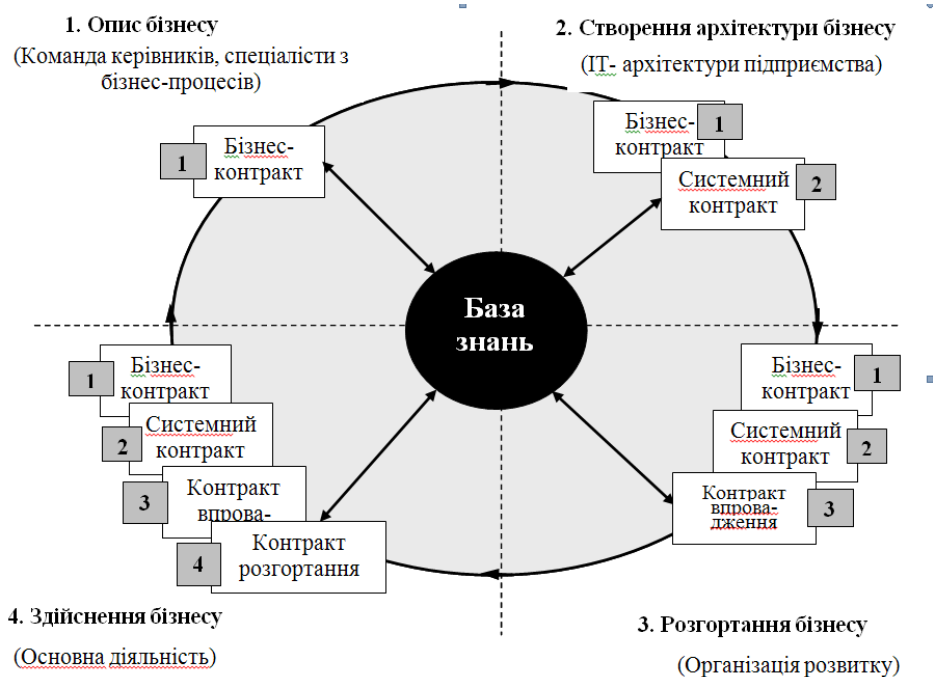 1. Опис бізнесу
(Команда керівників, спеціалісти з
бізнес-процесів)
2. Створення архітектури бізнесу
(ІТ- архітектури підприємства)
1
Бізнес-
контракт
1
Бізнес-
контракт
2
Системний
контракт
База
знань
1
Бізнес-
контракт
2
Системний
контракт
3
Контракт
впрова-
4
Контракт
розгортання
1
Бізнес-
контракт
2
Системний
контракт
3
Контракт
впрова-
дження
4. Здійснення бізнесу
(Основна діяльність)
3. Розгортання бізнесу
(Організація розвитку)